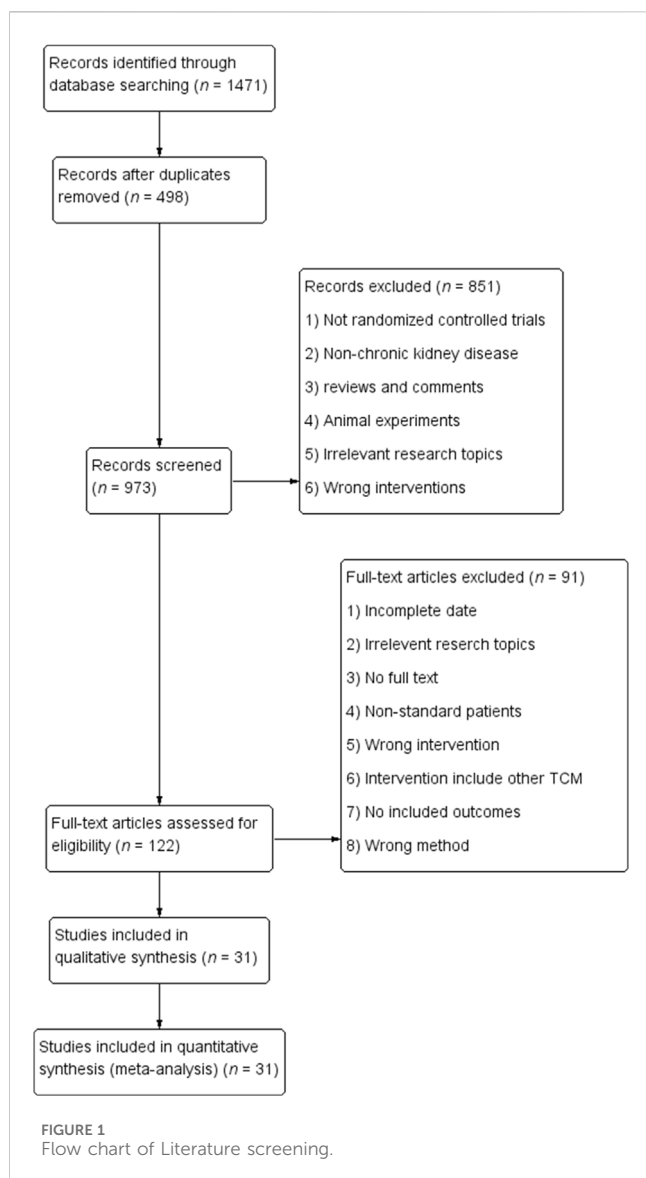 Records identified through
database searching (n = 1471)
Records after duplicates
removed (n = 498)
Records excluded (n = 851)
1) Not randomized controlled trials
2) Non-chronic kidney disease
3) reviews and comments
4) Animal experiments
5) Irrelevant research topics
6) Wrong interventions
Records screened
(n = 973)
Full-text articles excluded (n = 91)
1) Incomplete date
2) Irrelevent reserch topics
3) No full text
4) Non-standard patients
5) Wrong intervention
6) Intervention include other TCM
7) No included outcomes
8) Wrong method
Full-text articles assessed for
eligibility (n = 122)
Studies included in
qualitative synthesis (n = 31)
Studies included in quantitative
synthesis (meta-analysis) (n = 31)
FIGURE 1
Flow chart of Literature screening.